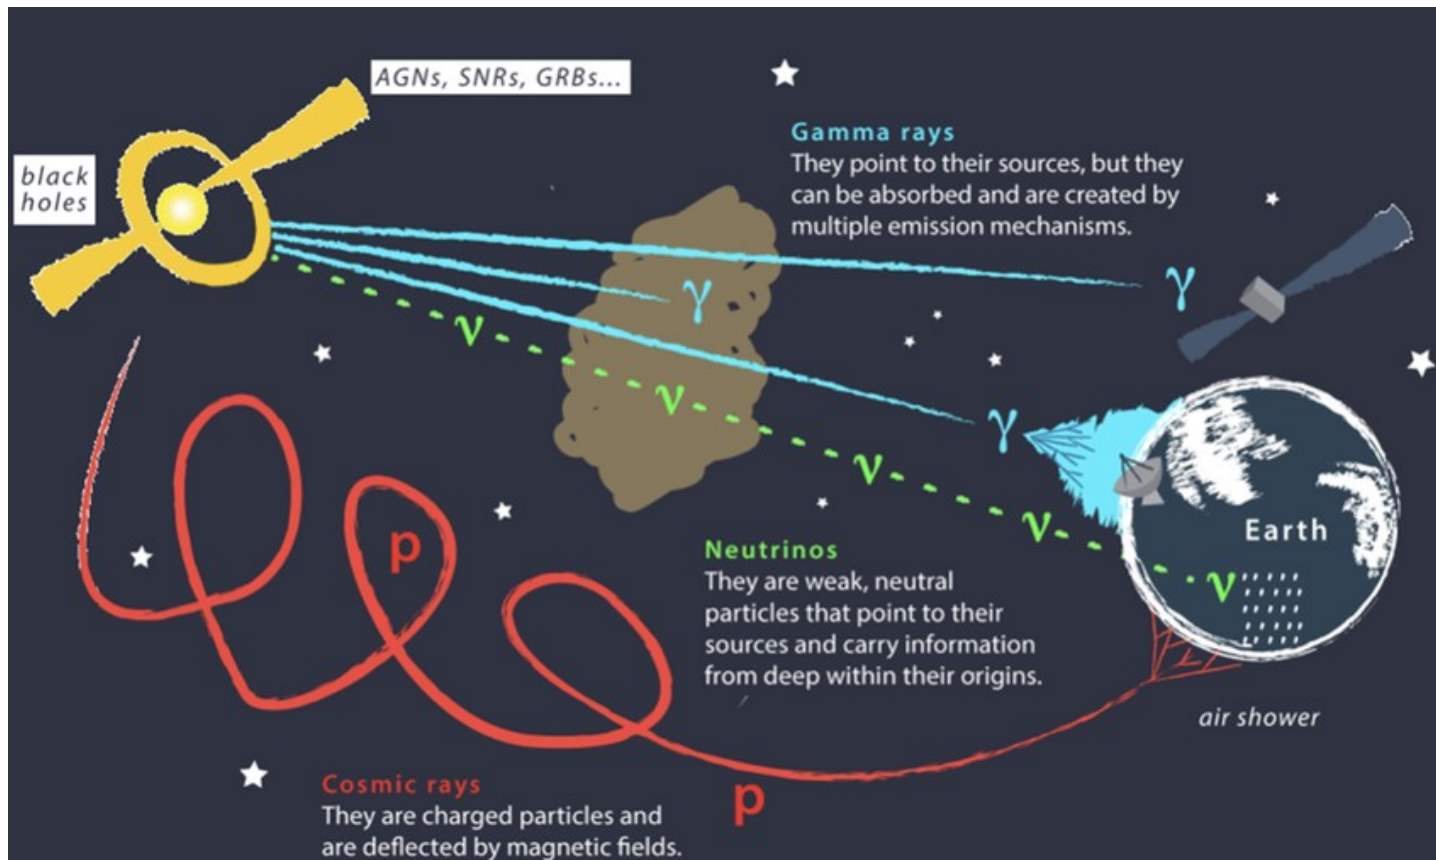 AGNs, SNRs, GRBs...
black
holes
Gamma rays
They point to their sources, but they
can be absorbed and are created by
multiple emission mechanisms.
γ
γ
ν
γ
ν
ν
ν
ν
Earth
p
Neutrinos
They are weak, neutral
particles that point to their
sources and carry information
from deep within their origins.
air shower
Cosmic rays
They are charged particles and
are deflected by magnetic fields.
p